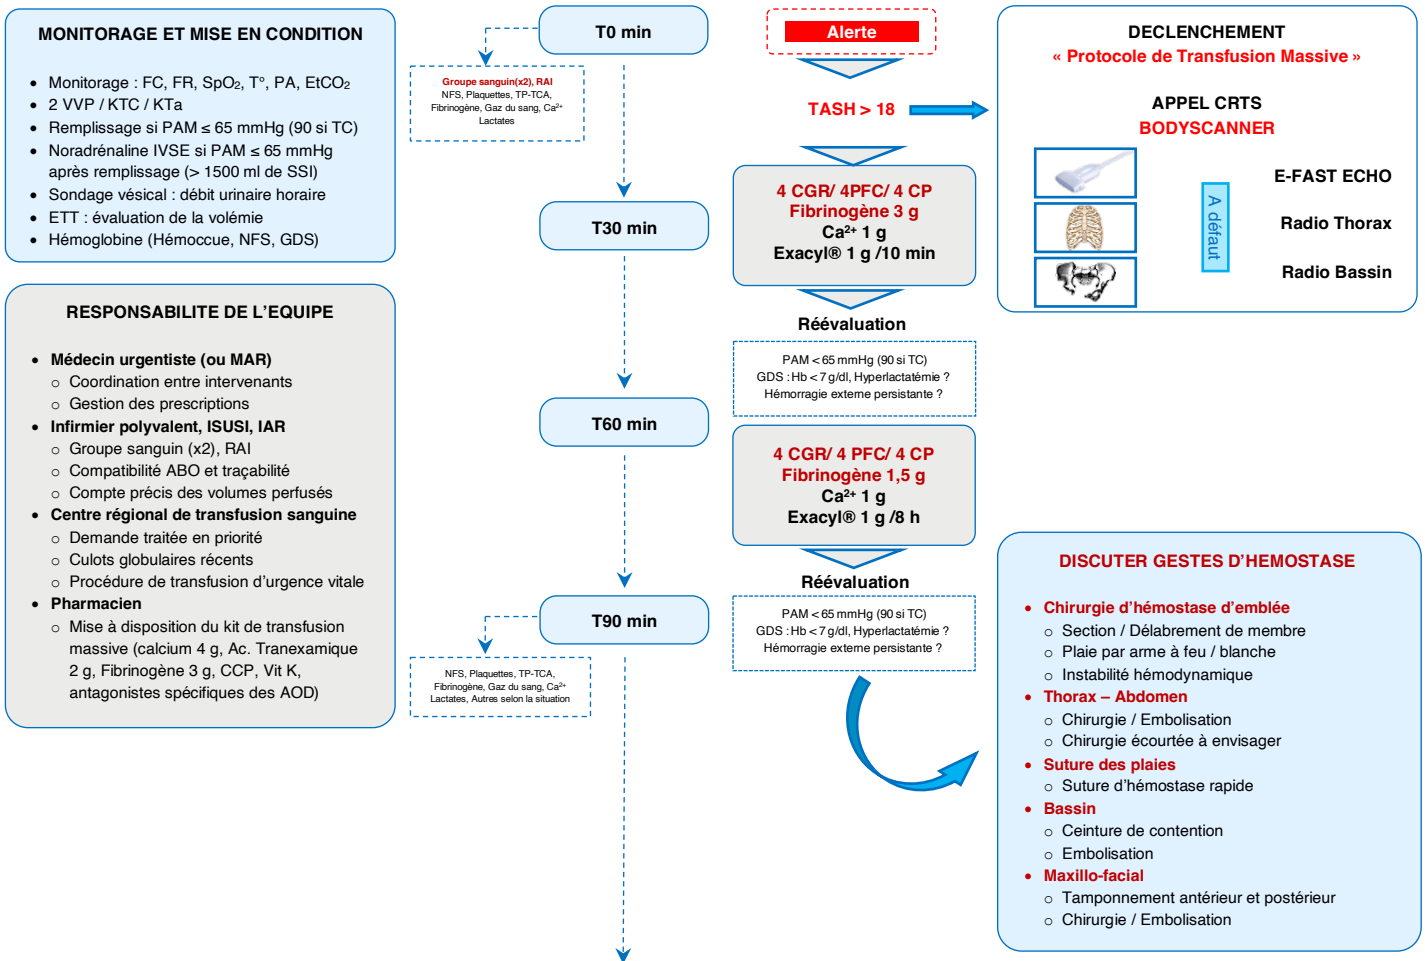 MONITORAGE ET MISE EN CONDITION
• Monitorage : FC, FR, SpO₂, T°, PA, EtCO₂
• 2 VVP / KTC / KTa
• Remplissage si PAM ≤ 65 mmHg (90 si TC)
• Noradrénaline IVSE si PAM ≤ 65 mmHg
après remplissage (> 1500 ml de SSI)
• Sondage vésical : débit urinaire horaire
• ETT : évaluation de la volémie
• Hémoglobine (Hémoccue, NFS, GDS)
RESPONSABILITE DE L'EQUIPE
• Médecin urgentiste (ou MAR)
o Coordination entre intervenants
o Gestion des prescriptions
• Infirmier polyvalent, ISUSI, IAR
o Groupe sanguin (x2), RAI
o Compatibilité ABO et traçabilité
o Compte précis des volumes perfusés
• Centre régional de transfusion sanguine
o Demande traitée en priorité
o Culots globulaires récents
o Procédure de transfusion d'urgence vitale
• Pharmacien
o Mise à disposition du kit de transfusion
massive (calcium 4 g, Ac. Tranexamique
2 g, Fibrinogène 3 g, CCP, Vit K,
antagonistes spécifiques des AOD)
T0 min
Groupe sanguin(x2), RAI
NFS, Plaquettes, TP-TCA,
Fibrinogène, Gaz du sang, Ca²⁺
Lactates
T30 min
T60 min
T90 min
NFS, Plaquettes, TP-TCA,
Fibrinogène, Gaz du sang, Ca²⁺
Lactates, Autres selon la situation
Alerte
TASH > 18
4 CGR/ 4PFC/ 4 CP
Fibrinogène 3 g
Ca²⁺ 1 g
Exacyl® 1 g /10 min
Réévaluation
PAM < 65 mmHg (90 si TC)
GDS : Hb < 7 g/dl, Hyperlactatémie ?
Hémorragie externe persistante ?
4 CGR/ 4 PFC/ 4 CP
Fibrinogène 1,5 g
Ca²⁺ 1 g
Exacyl® 1 g /8 h
Réévaluation
PAM < 65 mmHg (90 si TC)
GDS : Hb < 7 g/dl, Hyperlactatémie ?
Hémorragie externe persistante ?
DECLENCHEMENT
« Protocole de Transfusion Massive »
APPEL CRTS
BODYSCANNER
A défaut
E-FAST ECHO
Radio Thorax
Radio Bassin
DISCUTER GESTES D'HEMOSTASE
• Chirurgie d'hémostase d'emblée
o Section / Délabrement de membre
o Plaie par arme à feu / blanche
o Instabilité hémodynamique
• Thorax – Abdomen
o Chirurgie / Embolisation
o Chirurgie écourtée à envisager
• Suture des plaies
o Suture d'hémostase rapide
• Bassin
o Ceinture de contention
o Embolisation
• Maxillo-facial
o Tamponnement antérieur et postérieur
o Chirurgie / Embolisation